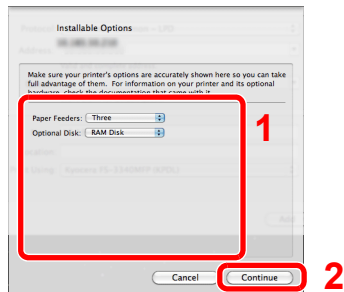 Installable Options
Make sure your printer's options are accurately shown here so you can take
full advantage of them. For information on your printer and its optional
hardware, check the documentation that came with it.
Paper Feeders: Three
Optional Disk: RAM Disk
1
Add
Cancel
Continue
2